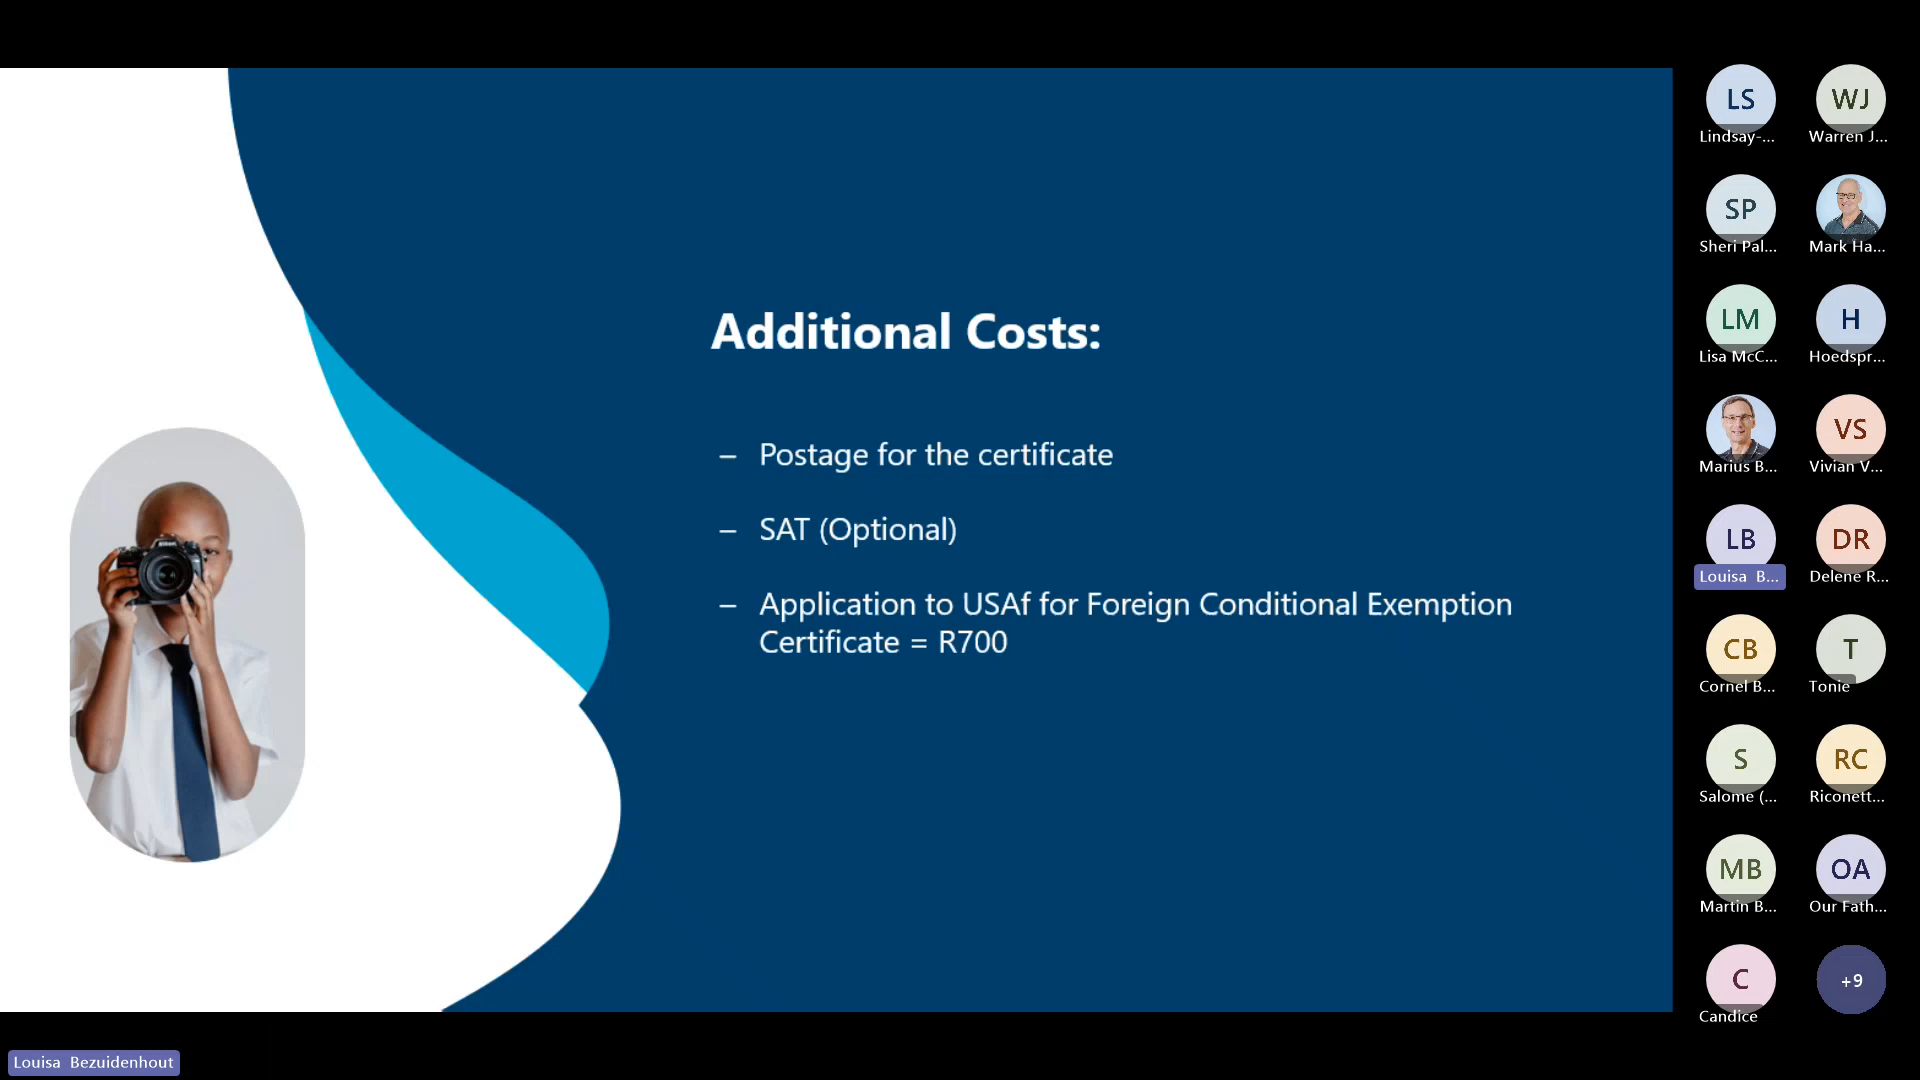 Additional Costs:
– Postage for the certificate
– SAT (Optional)
– Application to USAf for Foreign Conditional Exemption
Certificate = R700
LS
Lindsay-...
WJ
Warren J...
SP
Sheri Pal...
Mark Ha...
LM
Lisa McC...
H
Hoedspr...
Marius B...
VS
Vivian V...
LB
Louisa B...
DR
Delene R...
CB
Cornel B...
T
Tonie
S
Salome (...
RC
Riconett...
MB
Martin B...
OA
Our Fath...
C
Candice
+9
Louisa Bezuidenhout